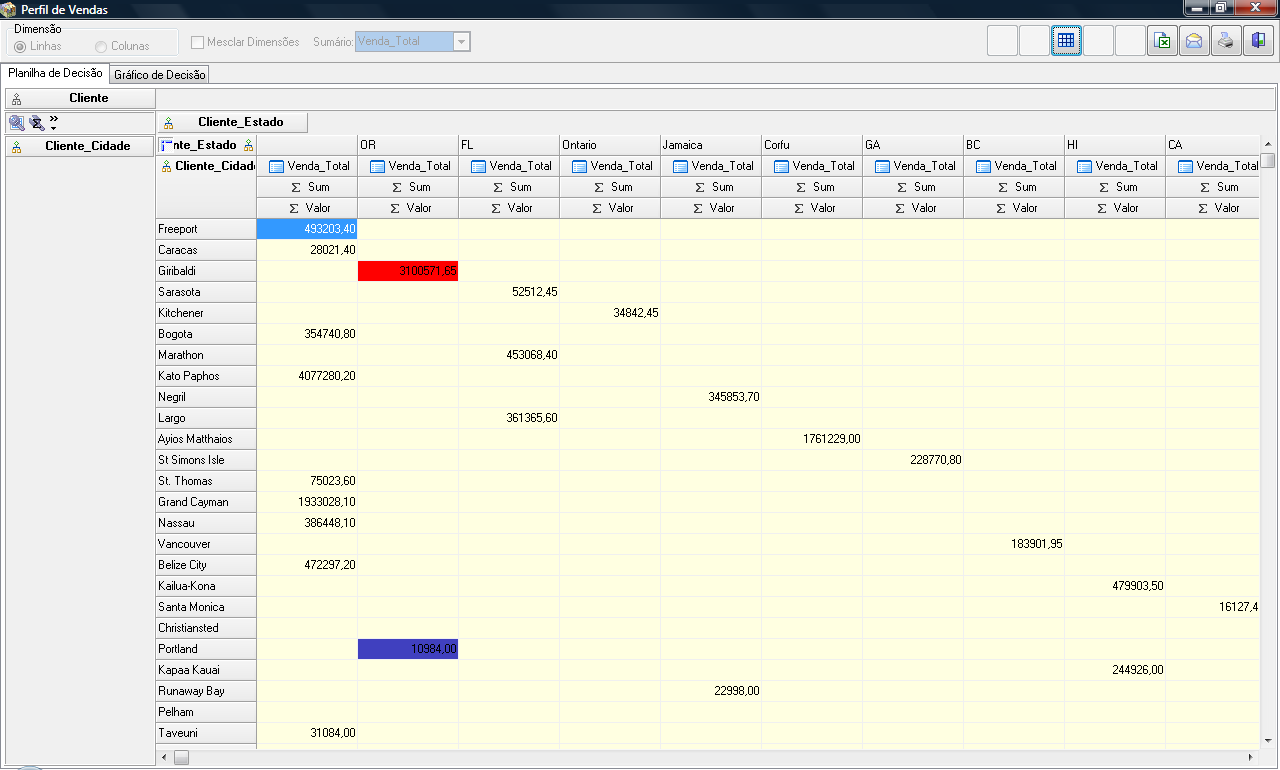 Perfil de Vendas
Dimensão
Linhas Colunas Mesclar Dimensões Sumário: Venda_Total
Planilha de Decisão Gráfico de Decisão
Cliente
Cliente_Estado
Cliente_Cidade
nte_Estado OR FL Ontario Jamaica Corfu GA BC HI CA
Cliente_Cidade Venda_Total Venda_Total Venda_Total Venda_Total Venda_Total Venda_Total Venda_Total Venda_Total Venda_Total Venda_Total
Σ Sum Σ Sum Σ Sum Σ Sum Σ Sum Σ Sum Σ Sum Σ Sum Σ Sum Σ Sum
Σ Valor Σ Valor Σ Valor Σ Valor Σ Valor Σ Valor Σ Valor Σ Valor Σ Valor Σ Valor
Freeport 493203,40
Caracas 28021,40
Giribaldi 3100571,65
Sarasota 52512,45
Kitchener 34842,45
Bogota 354740,80
Marathon 453068,40
Kato Paphos 4077280,20
Negril 345853,70
Largo 361365,60
Ayios Matthaios 1761229,00
St Simons Isle 228770,80
St. Thomas 75023,60
Grand Cayman 1933028,10
Nassau 386448,10
Vancouver 183901,95
Belize City 472297,20
Kailua-Kona 479903,50
Santa Monica 16127,4
Christiansted
Portland 10984,00
Kapaa Kauai 244926,00
Runaway Bay 22998,00
Pelham
Taveuni 31084,00